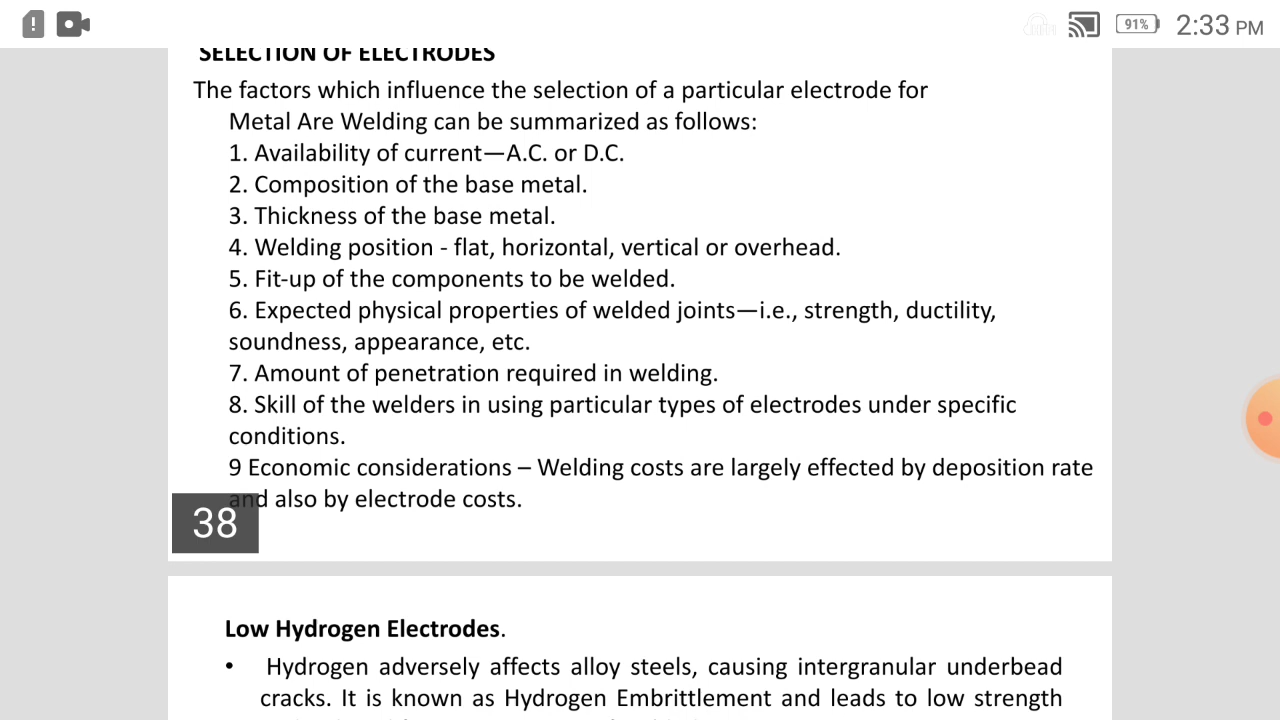 91%
2:33 PM
SELECTION OF ELECTRODES
The factors which influence the selection of a particular electrode for
Metal Are Welding can be summarized as follows:
1. Availability of current—A.C. or D.C.
2. Composition of the base metal.
3. Thickness of the base metal.
4. Welding position - flat, horizontal, vertical or overhead.
5. Fit-up of the components to be welded.
6. Expected physical properties of welded joints—i.e., strength, ductility,
soundness, appearance, etc.
7. Amount of penetration required in welding.
8. Skill of the welders in using particular types of electrodes under specific
conditions.
9 Economic considerations – Welding costs are largely effected by deposition rate
and also by electrode costs.
38
Low Hydrogen Electrodes.
• Hydrogen adversely affects alloy steels, causing intergranular underbead
cracks. It is known as Hydrogen Embrittlement and leads to low strength